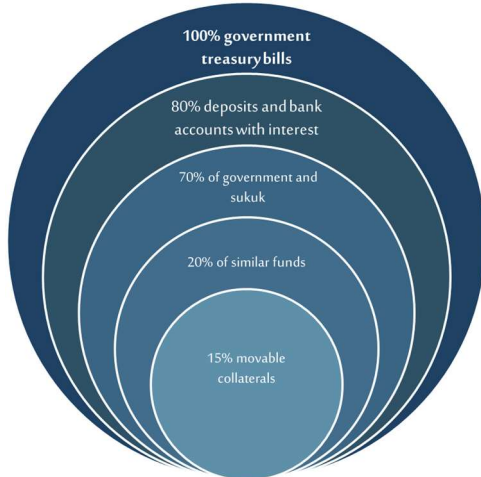 100% government
treasury bills
80% deposits and bank
accounts with interest
70% of government and
sukuk
20% of similar funds
15% movable
collaterals